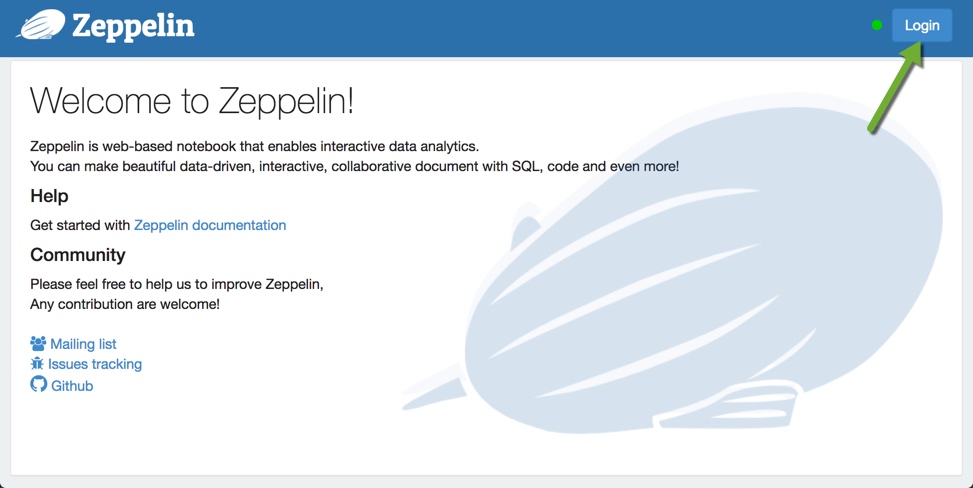 Zeppelin
Login
Welcome to Zeppelin!
Zeppelin is web-based notebook that enables interactive data analytics.
You can make beautiful data-driven, interactive, collaborative document with SQL, code and even more!
Help
Get started with Zeppelin documentation
Community
Please feel free to help us to improve Zeppelin,
Any contribution are welcome!
Mailing list
Issues tracking
Github